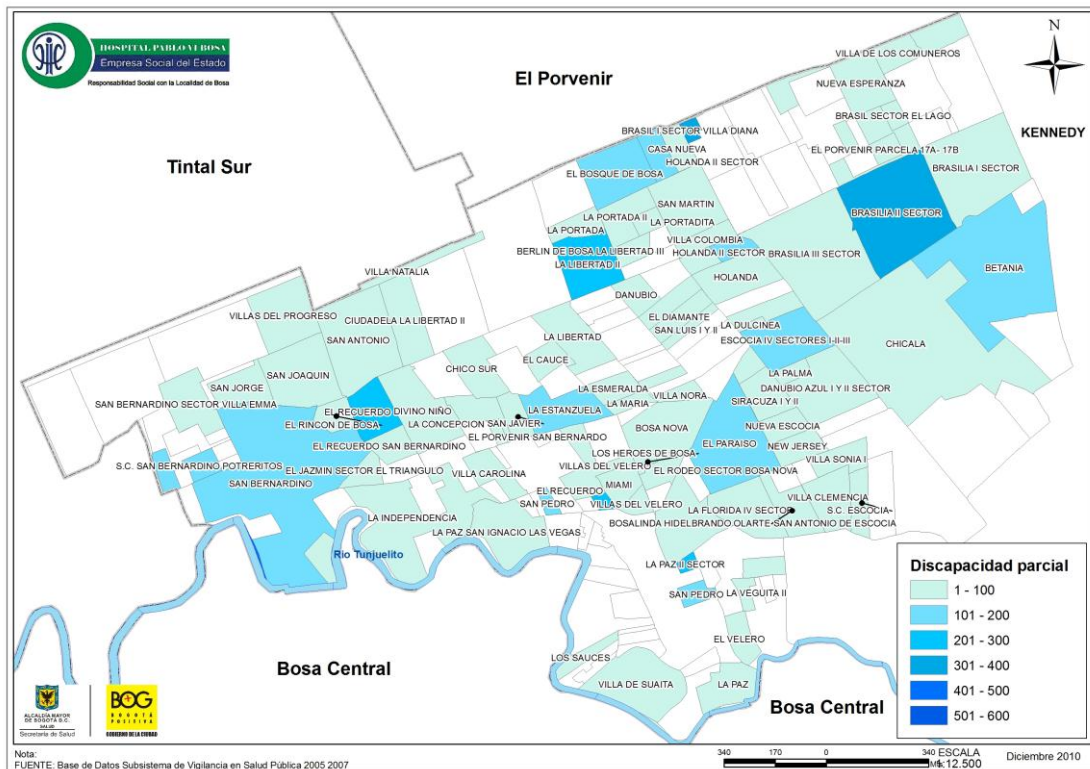 HOSPITAL PABLO VI BOSA
Empresa Social del Estado
Responsabilidad Social con la Localidad de Bosa
N
El Porvenir
Tintal Sur
KENNEDY
VILLA DE LOS COMUNEROS
NUEVA ESPERANZA
BRASIL SECTOR EL LAGO
BRASIL I SECTOR VILLA DIANA
CASA NUEVA
EL PORVENIR PARCELA 17A- 17B
HOLANDA II SECTOR
BRASILIA I SECTOR
EL BOSQUE DE BOSA
SAN MARTIN
BRASILIA II SECTOR
LA PORTADA II
LA PORTADITA
LA PORTADA
VILLA COLOMBIA
BERLIN DE BOSA LA LIBERTAD III
HOLANDA II SECTOR
BRASILIA III SECTOR
LA LIBERTAD II
BETANIA
VILLA NATALIA
HOLANDA
DANUBIO
VILLAS DEL PROGRESO
CIUDADELA LA LIBERTAD II
EL DIAMANTE
LA DULCINEA
SAN LUIS I Y II
SAN ANTONIO
LA LIBERTAD
ESCOCIA IV SECTORES I-II-III
CHICALA
EL CAUCE
CHICO SUR
LA PALMA
SAN JOAQUIN
SAN JORGE
LA ESMERALDA
DANUBIO AZUL I Y II SECTOR
VILLA NORA
SAN BERNARDINO SECTOR VILLA EMMA
LA MARIA
SIRACUZA I Y II
EL RECUERDO DIVINO NIÑO
LA ESTANZUELA
EL RINCON DE BOSA
LA CONCEPCION SAN JAVIER
BOSA NOVA
NUEVA ESCOCIA
EL RECUERDO SAN BERNARDINO
EL PORVENIR SAN BERNARDO
EL PARAISO
NEW JERSEY
LOS HEROES DE BOSA
VILLA SONIA I
S.C. SAN BERNARDINO POTRERITOS
EL JAZMIN SECTOR EL TRIANGULO
VILLA CAROLINA
VILLAS DEL VELERO
EL RODEO SECTOR BOSA NOVA
SAN BERNARDINO
MIAMI
EL RECUERDO
VILLA CLEMENCIA
SAN PEDRO
VILLAS DEL VELERO
LA FLORIDA IV SECTOR
S.C. ESCOCIA
LA INDEPENDENCIA
BOSALINDA HIDELBRANDO OLARTE
SAN ANTONIO DE ESCOCIA
LA PAZ SAN IGNACIO LAS VEGAS
Río Tunjuelito
LA PAZ III SECTOR
SAN PEDRO
LA VEGUITA II
EL VELERO
LOS SAUCES
VILLA DE SUAITA
LA PAZ
Bosa Central
Bosa Central
Discapacidad parcial
1 - 100
101 - 200
201 - 300
301 - 400
401 - 500
501 - 600
ALCALDÍA MAYOR
DE BOGOTÁ D.C.
SALUD
Secretaría de Salud
BOG
BOGOTÁ
POSITIVA
GOBIERNO DE LA CIUDAD
Nota:
FUENTE: Base de Datos Subsistema de Vigilancia en Salud Pública 2005 2007
340 170 0 340
ESCALA
1:12.500
Diciembre 2010